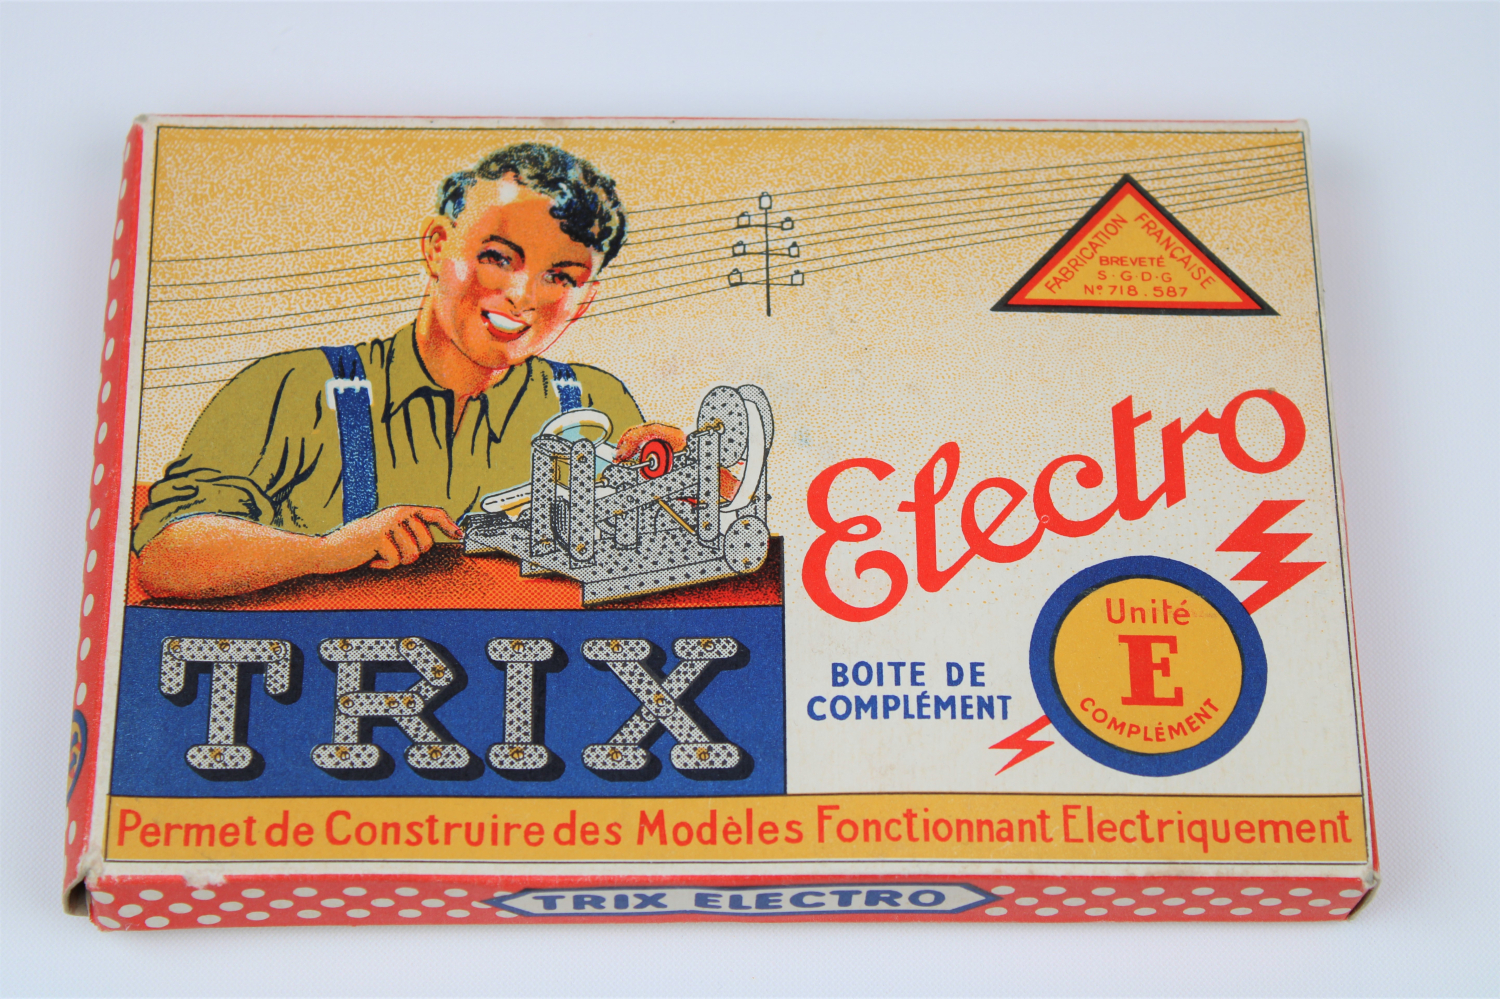 FABRICATION FRANÇAISE
BREVETÉ
S·G·D·G
Nº 718.587
Electro
TRIX
BOITE DE
COMPLÉMENT
Unité
E
COMPLÉMENT
Permet de Construire des Modèles Fonctionnant Electriquement
TRIX ELECTRO